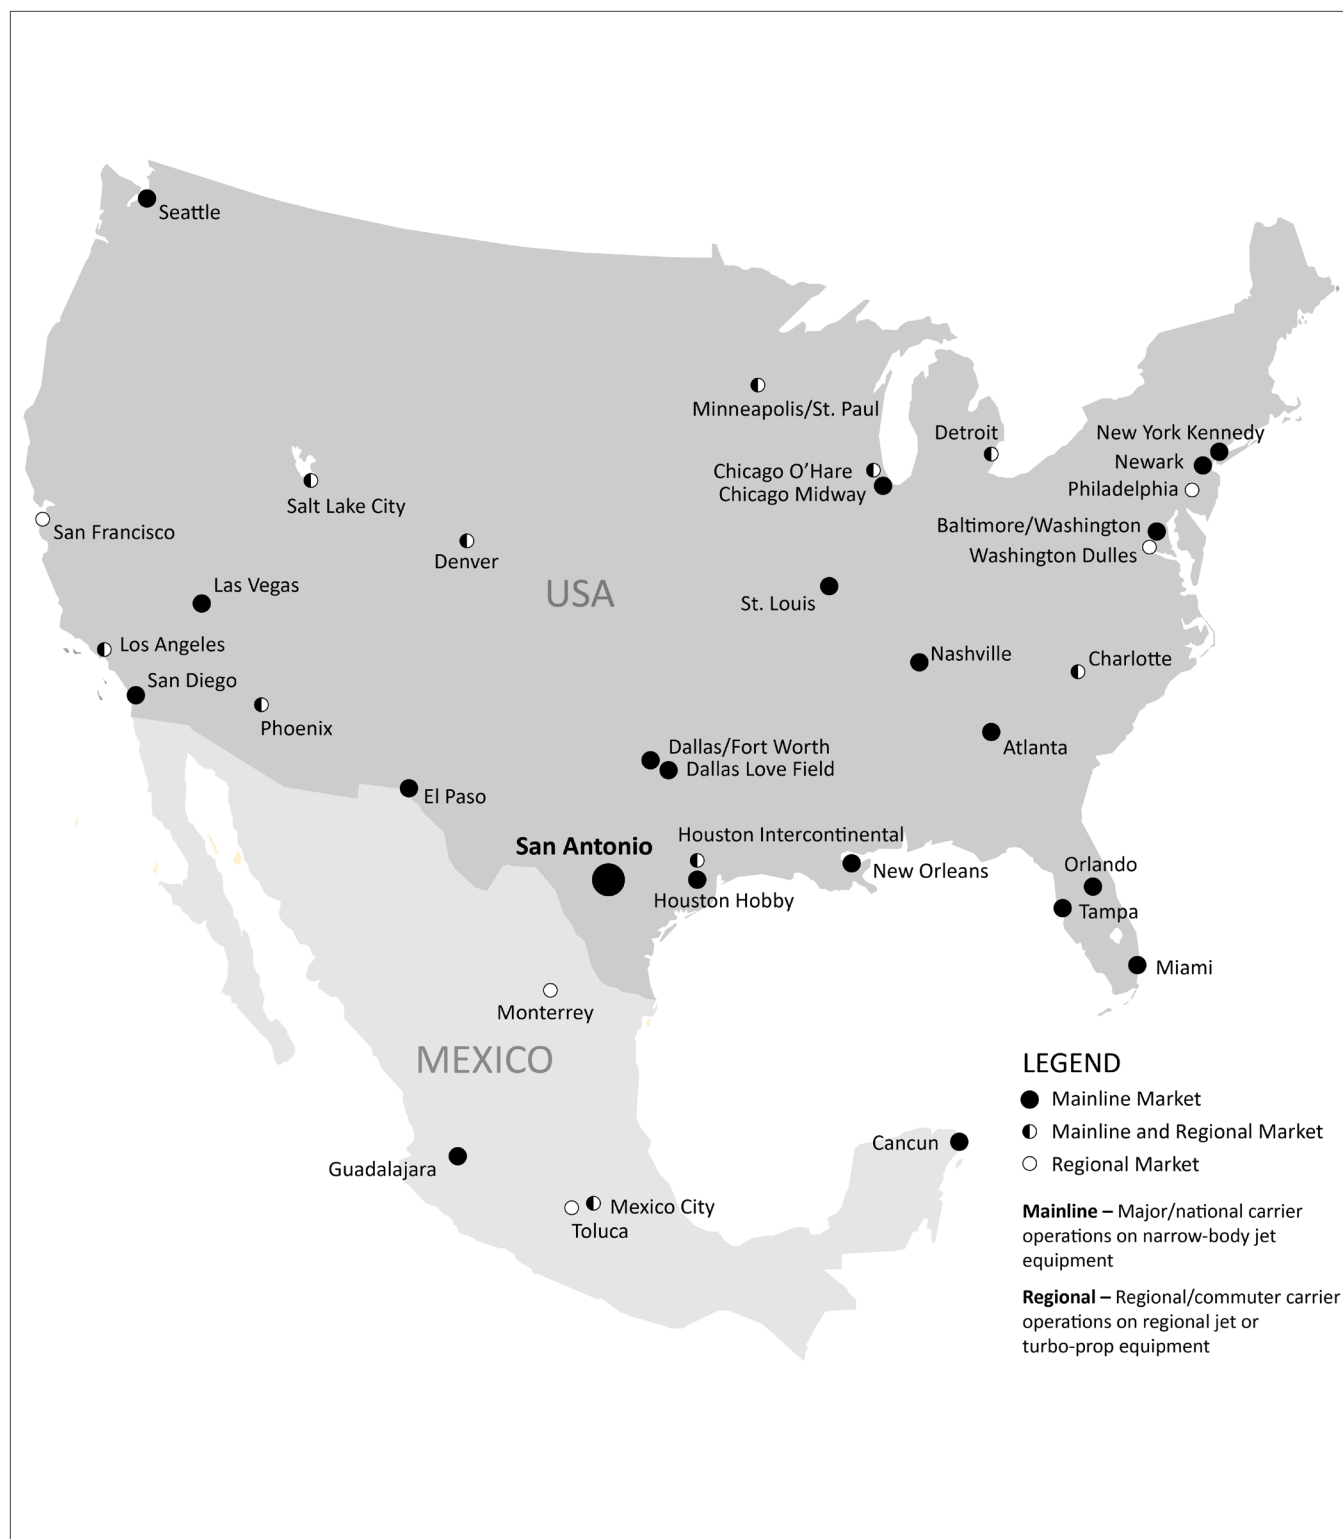 Seattle
Minneapolis/St. Paul
Detroit
New York Kennedy
Newark
Chicago O'Hare
Chicago Midway
Philadelphia
Salt Lake City
San Francisco
Baltimore/Washington
Washington Dulles
Denver
Las Vegas
USA
St. Louis
Los Angeles
Nashville
Charlotte
San Diego
Phoenix
Dallas/Fort Worth
Atlanta
Dallas Love Field
El Paso
Houston Intercontinental
San Antonio
Orlando
New Orleans
Houston Hobby
Tampa
Miami
Monterrey
MEXICO
Cancun
Guadalajara
Mexico City
Toluca
LEGEND
Mainline Market
Mainline and Regional Market
Regional Market
Mainline – Major/national carrier
operations on narrow-body jet
equipment
Regional – Regional/commuter carrier
operations on regional jet or
turbo-prop equipment